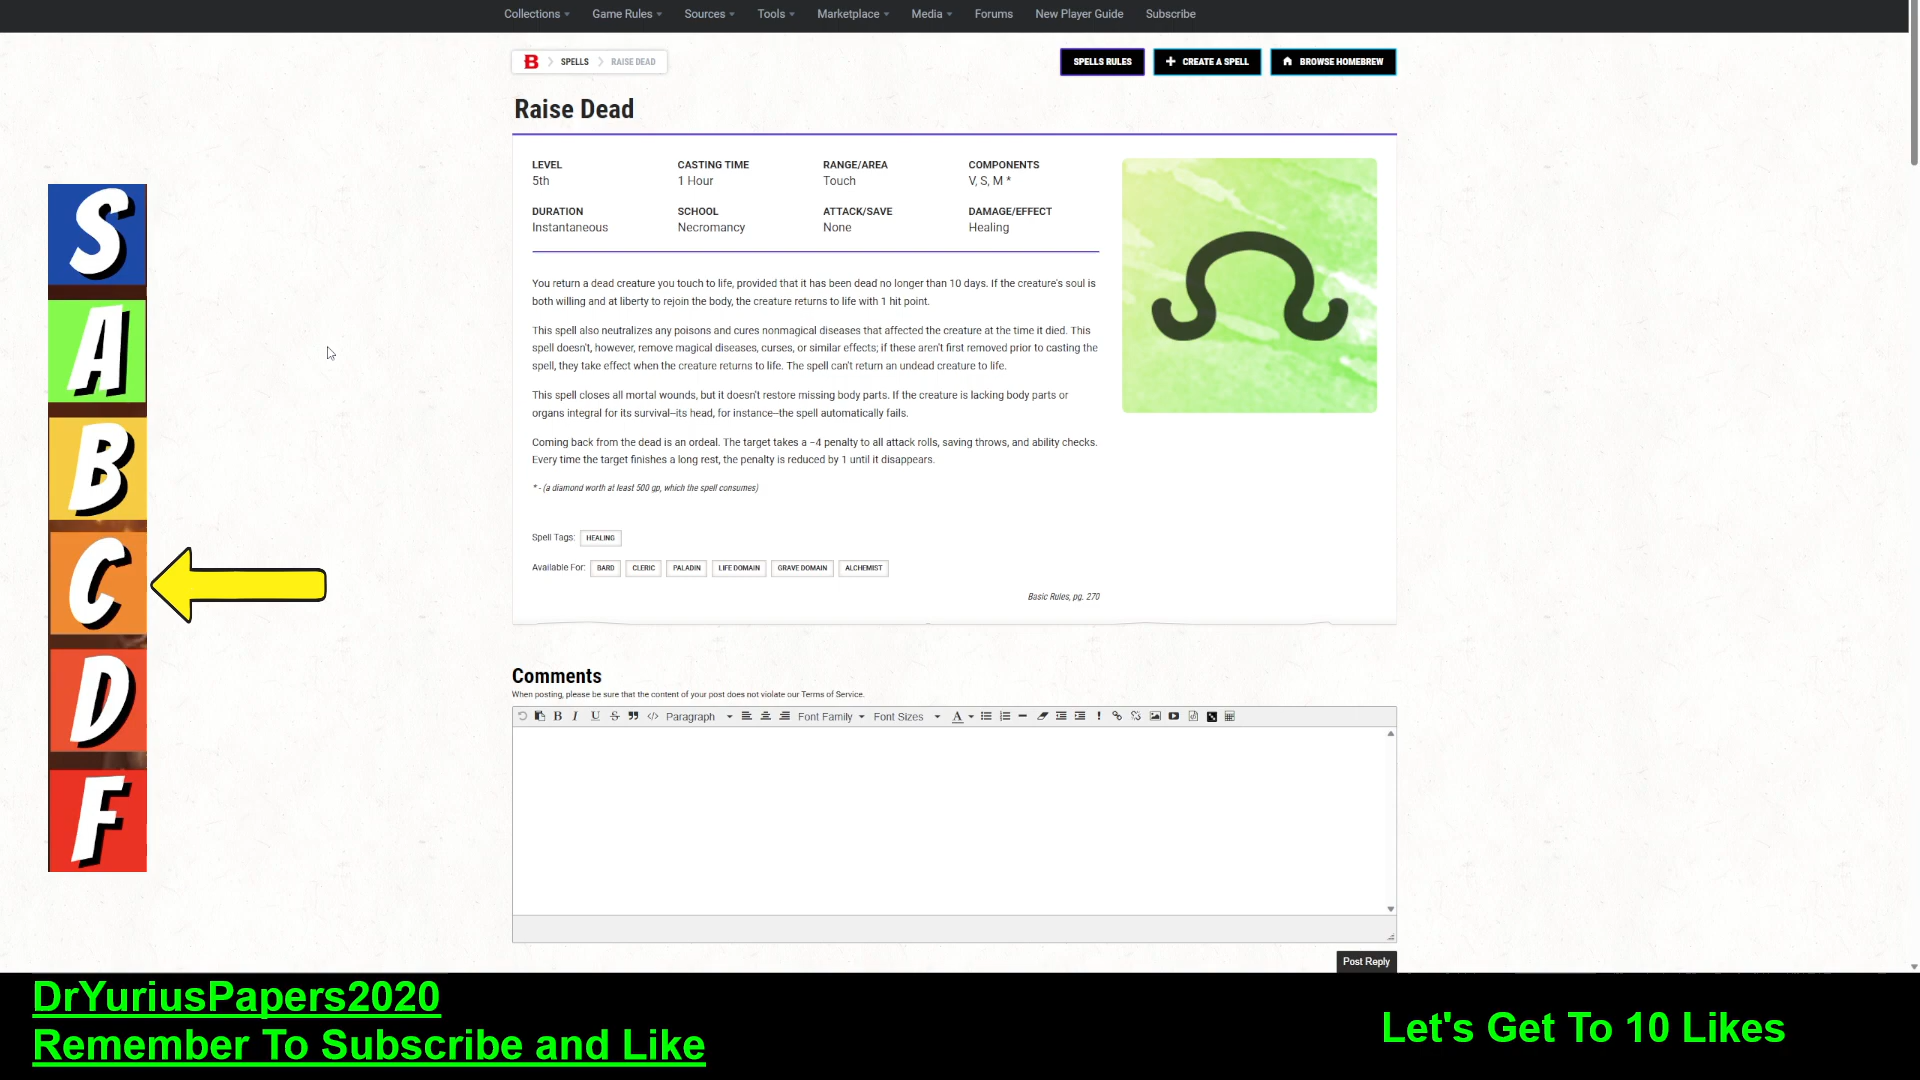 Collections
Game Rules
Sources
Tools
Marketplace
Media
Forums
New Player Guide
Subscribe
B
SPELLS
RAISE DEAD
SPELLS RULES
CREATE A SPELL
BROWSE HOMEBREW
Raise Dead
LEVEL
5th
CASTING TIME
1 Hour
RANGE/AREA
Touch
COMPONENTS
V, S, M *
DURATION
Instantaneous
SCHOOL
Necromancy
ATTACK/SAVE
None
DAMAGE/EFFECT
Healing
You return a dead creature you touch to life, provided that it has been dead no longer than 10 days. If the creature's soul is
both willing and at liberty to rejoin the body, the creature returns to life with 1 hit point.
This spell also neutralizes any poisons and cures nonmagical diseases that affected the creature at the time it died. This
spell doesn't, however, remove magical diseases, curses, or similar effects; if these aren't first removed prior to casting the
spell, they take effect when the creature returns to life. The spell can't return an undead creature to life.
This spell closes all mortal wounds, but it doesn't restore missing body parts. If the creature is lacking body parts or
organs integral for its survival—its head, for instance—the spell automatically fails.
Coming back from the dead is an ordeal. The target takes a −4 penalty to all attack rolls, saving throws, and ability checks.
Every time the target finishes a long rest, the penalty is reduced by 1 until it disappears.
* - (a diamond worth at least 500 gp, which the spell consumes)
Spell Tags: HEALING
Available For: BARD CLERIC PALADIN LIFE DOMAIN GRAVE DOMAIN ALCHEMIST
Basic Rules, pg. 270
S
A
B
C
D
F
Comments
When posting, please be sure that the content of your post does not violate our Terms of Service.
B I U S Paragraph Font Family Font Sizes A
Post Reply
DrYuriusPapers2020
Remember To Subscribe and Like
Let's Get To 10 Likes